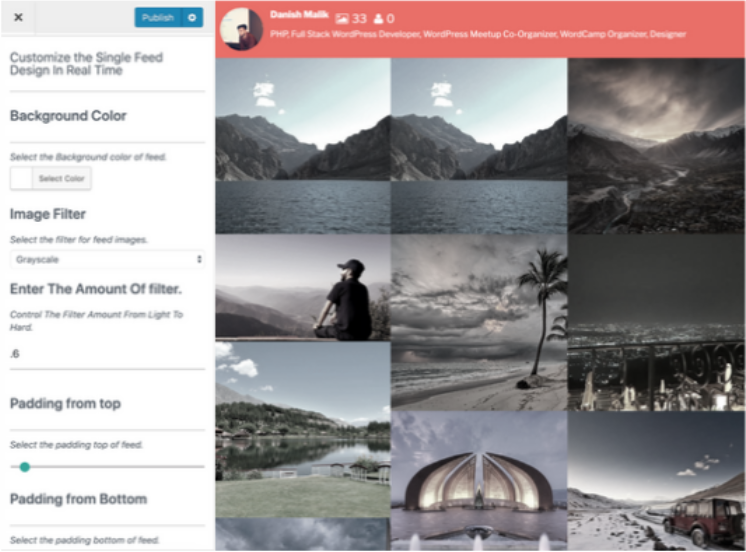 × Publish
Customize the Single Feed
Design In Real Time
Background Color
Select the Background color of feed.
Select Color
Image Filter
Select the filter for feed images.
Grayscale
Enter The Amount Of filter.
Control The Filter Amount From Light To
Hard.
.6
Padding from top
Select the padding top of feed.
Padding from Bottom
Select the padding bottom of feed.
Danish Malik 33 0
PHP, Full Stack WordPress Developer, WordPress Meetup Co-Organizer, WordCamp Organizer, Designer